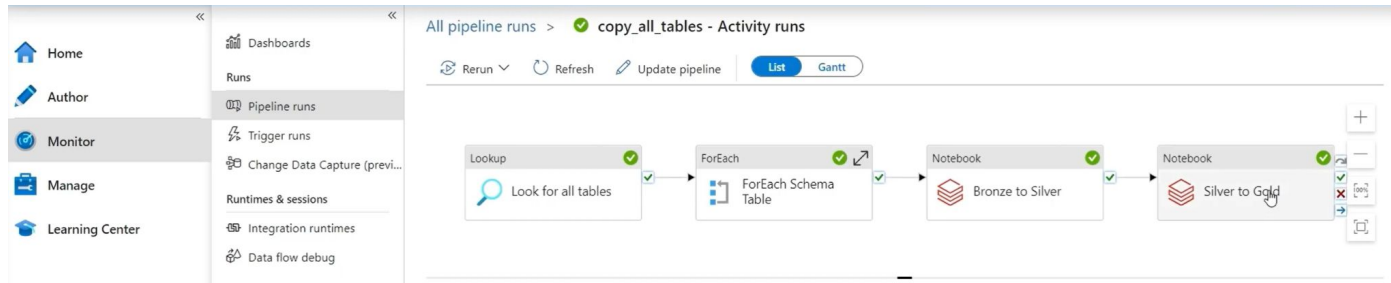 «
Home
Author
Monitor
Manage
Learning Center
«
Dashboards
Runs
Pipeline runs
Trigger runs
Change Data Capture (previ...
Runtimes & sessions
Integration runtimes
Data flow debug
All pipeline runs > copy_all_tables - Activity runs
Rerun Refresh Update pipeline List Gantt
Lookup
Look for all tables
ForEach
ForEach Schema
Table
Notebook
Bronze to Silver
Notebook
Silver to Gold
100%